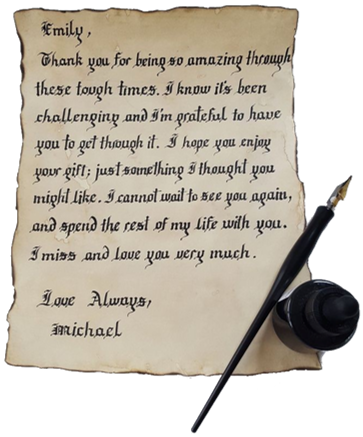 Emily,
Thank you for being so amazing through
these tough times. I know it's been
challenging and I'm grateful to have
you to get through it. I hope you enjoy
your gift; just something I thought you
might like. I cannot wait to see you again,
and spend the rest of my life with you.
I miss and love you very much.
Love Always,
Michael